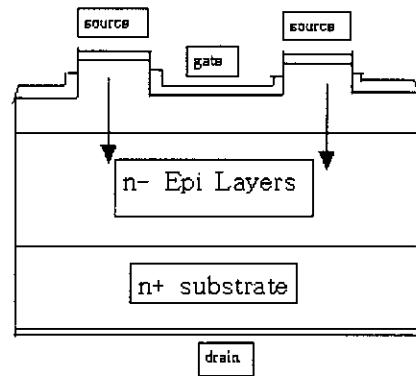 source
source
gate
n- Epi Layers
n+ substrate
drain